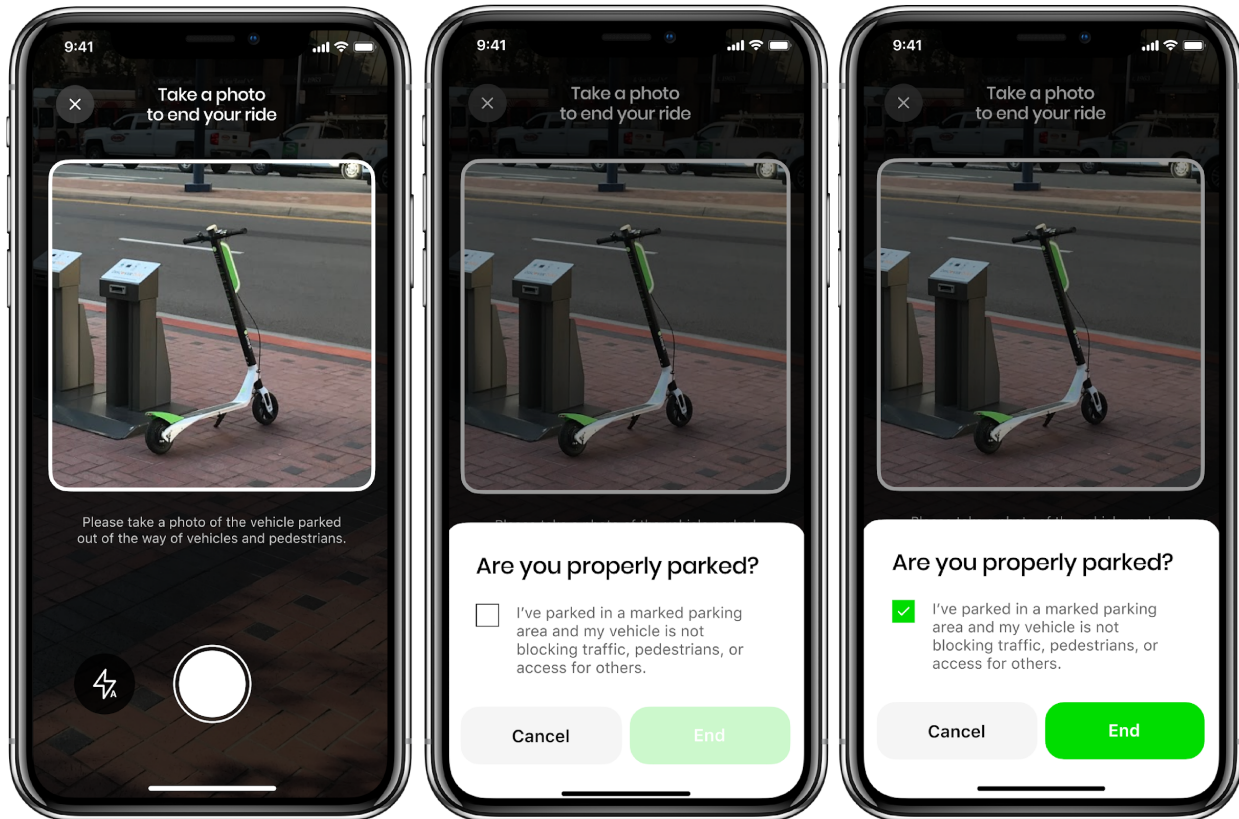 9:41
Take a photo
to end your ride
Please take a photo of the vehicle parked
out of the way of vehicles and pedestrians.
A
9:41
Take a photo
to end your ride
Are you properly parked?
I've parked in a marked parking
area and my vehicle is not
blocking traffic, pedestrians, or
access for others.
Cancel
End
9:41
Take a photo
to end your ride
Are you properly parked?
I've parked in a marked parking
area and my vehicle is not
blocking traffic, pedestrians, or
access for others.
Cancel
End